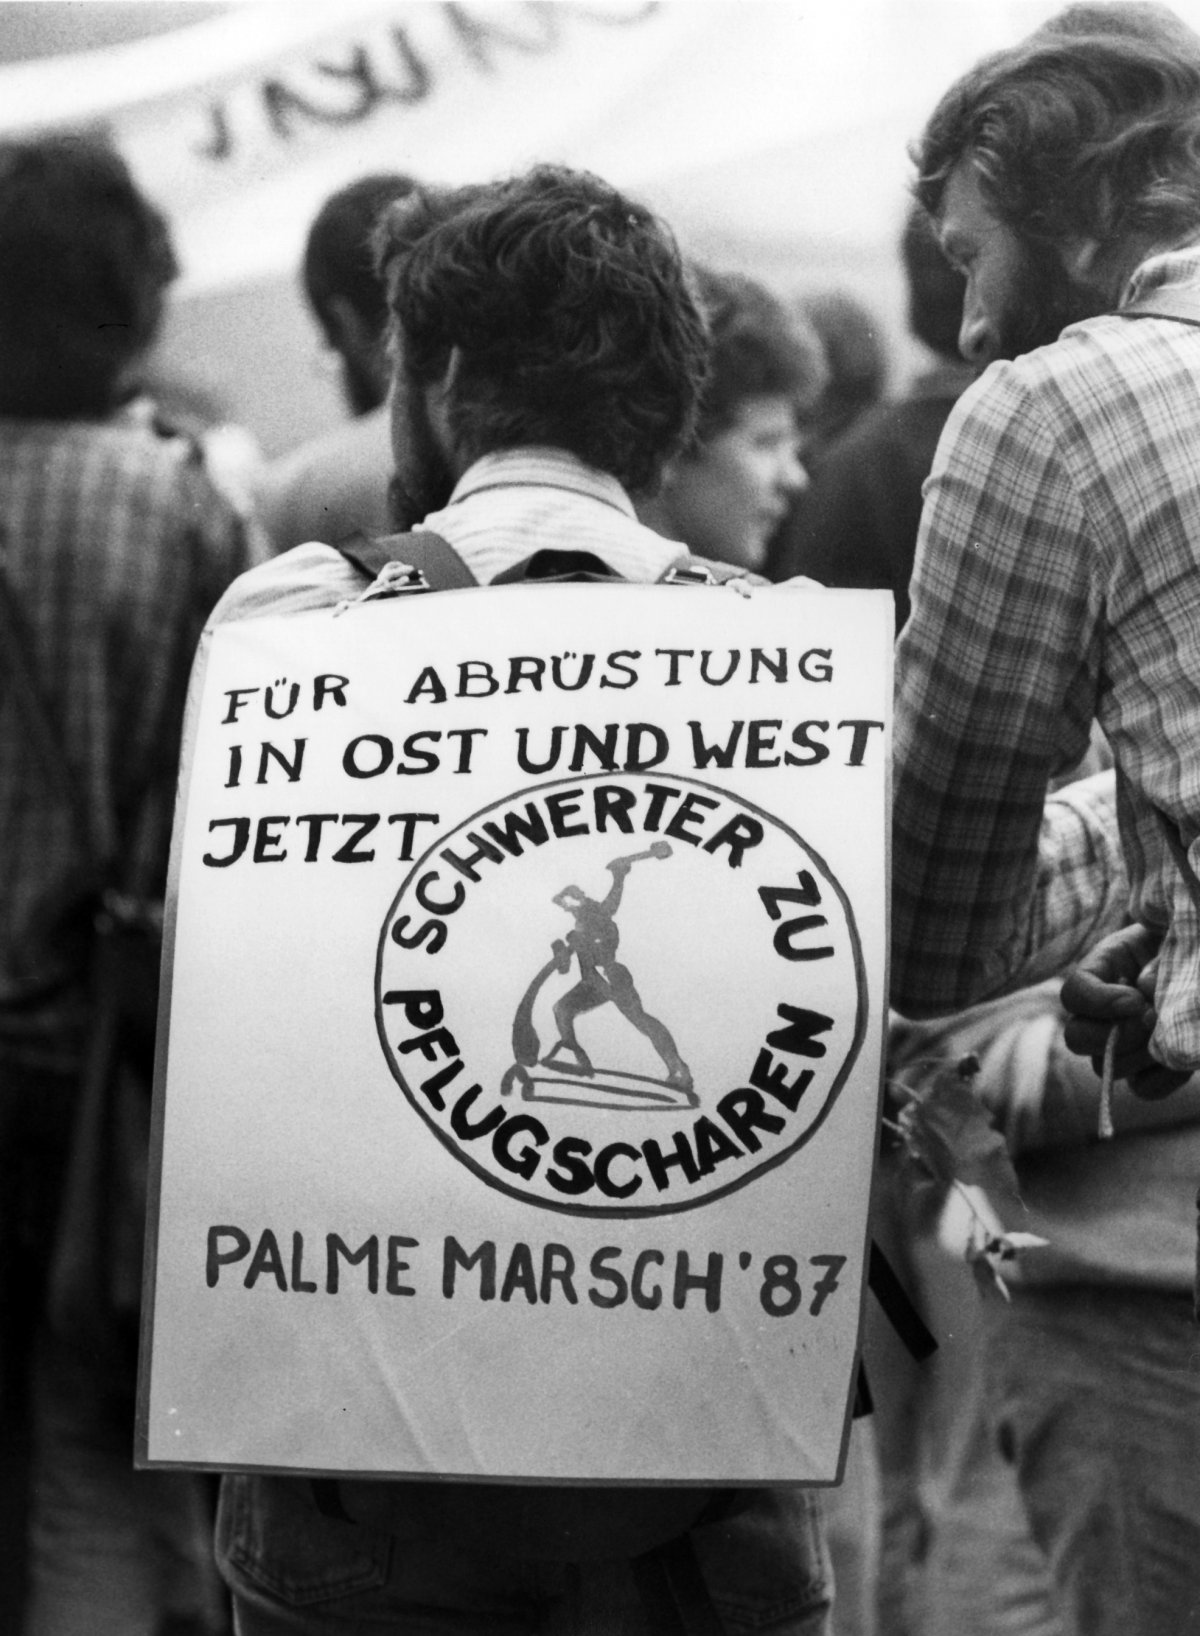 FÜR ABRÜSTUNG
IN OST UND WEST
JETZT
SCHWERTER ZU
PFLUGSCHAREN
PALME MARSCH '87